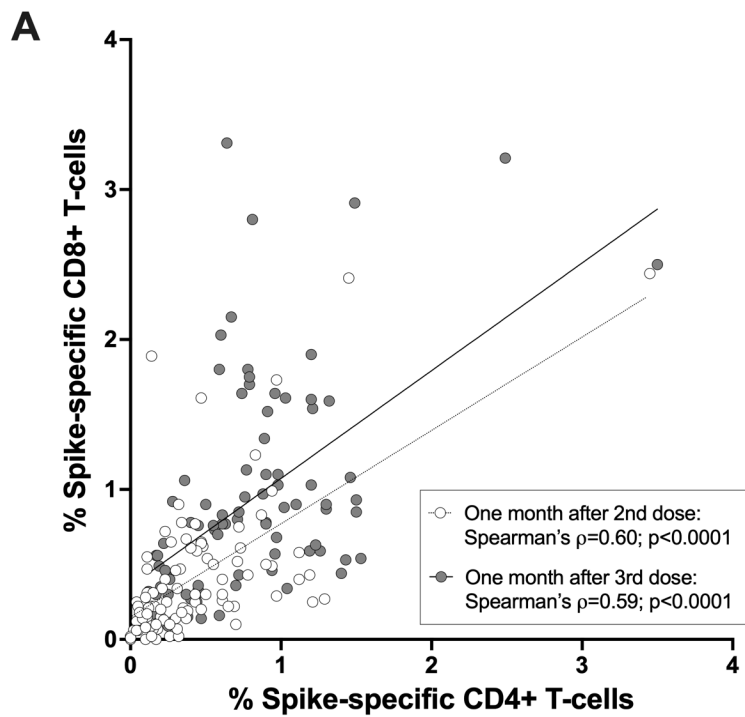 A
4
3
2
1
0
% Spike-specific CD8+ T-cells
0
1
2
3
4
% Spike-specific CD4+ T-cells
One month after 2nd dose:
Spearman's ρ=0.60; p<0.0001
One month after 3rd dose:
Spearman's ρ=0.59; p<0.0001